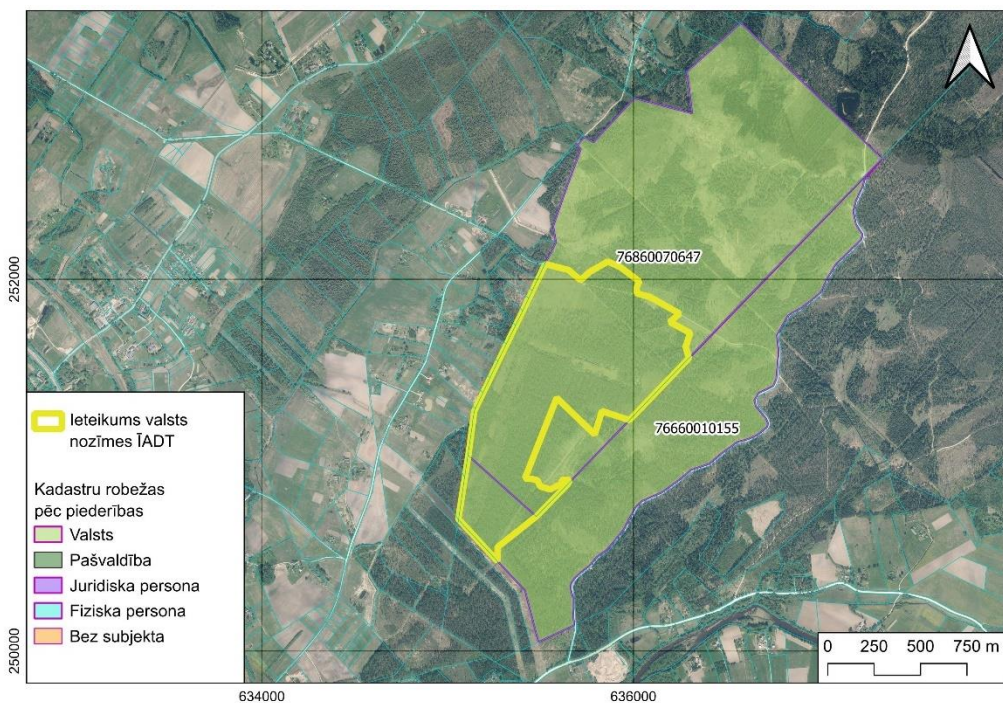 252000
76860070647
76660010155
Ieteikums valsts
nozīmes ĪADT
Kadastru robežas
pēc piederības
Valsts
Pašvaldība
Juridiska persona
Fiziska persona
Bez subjekta
250000
0 250 500 750 m
634000 636000